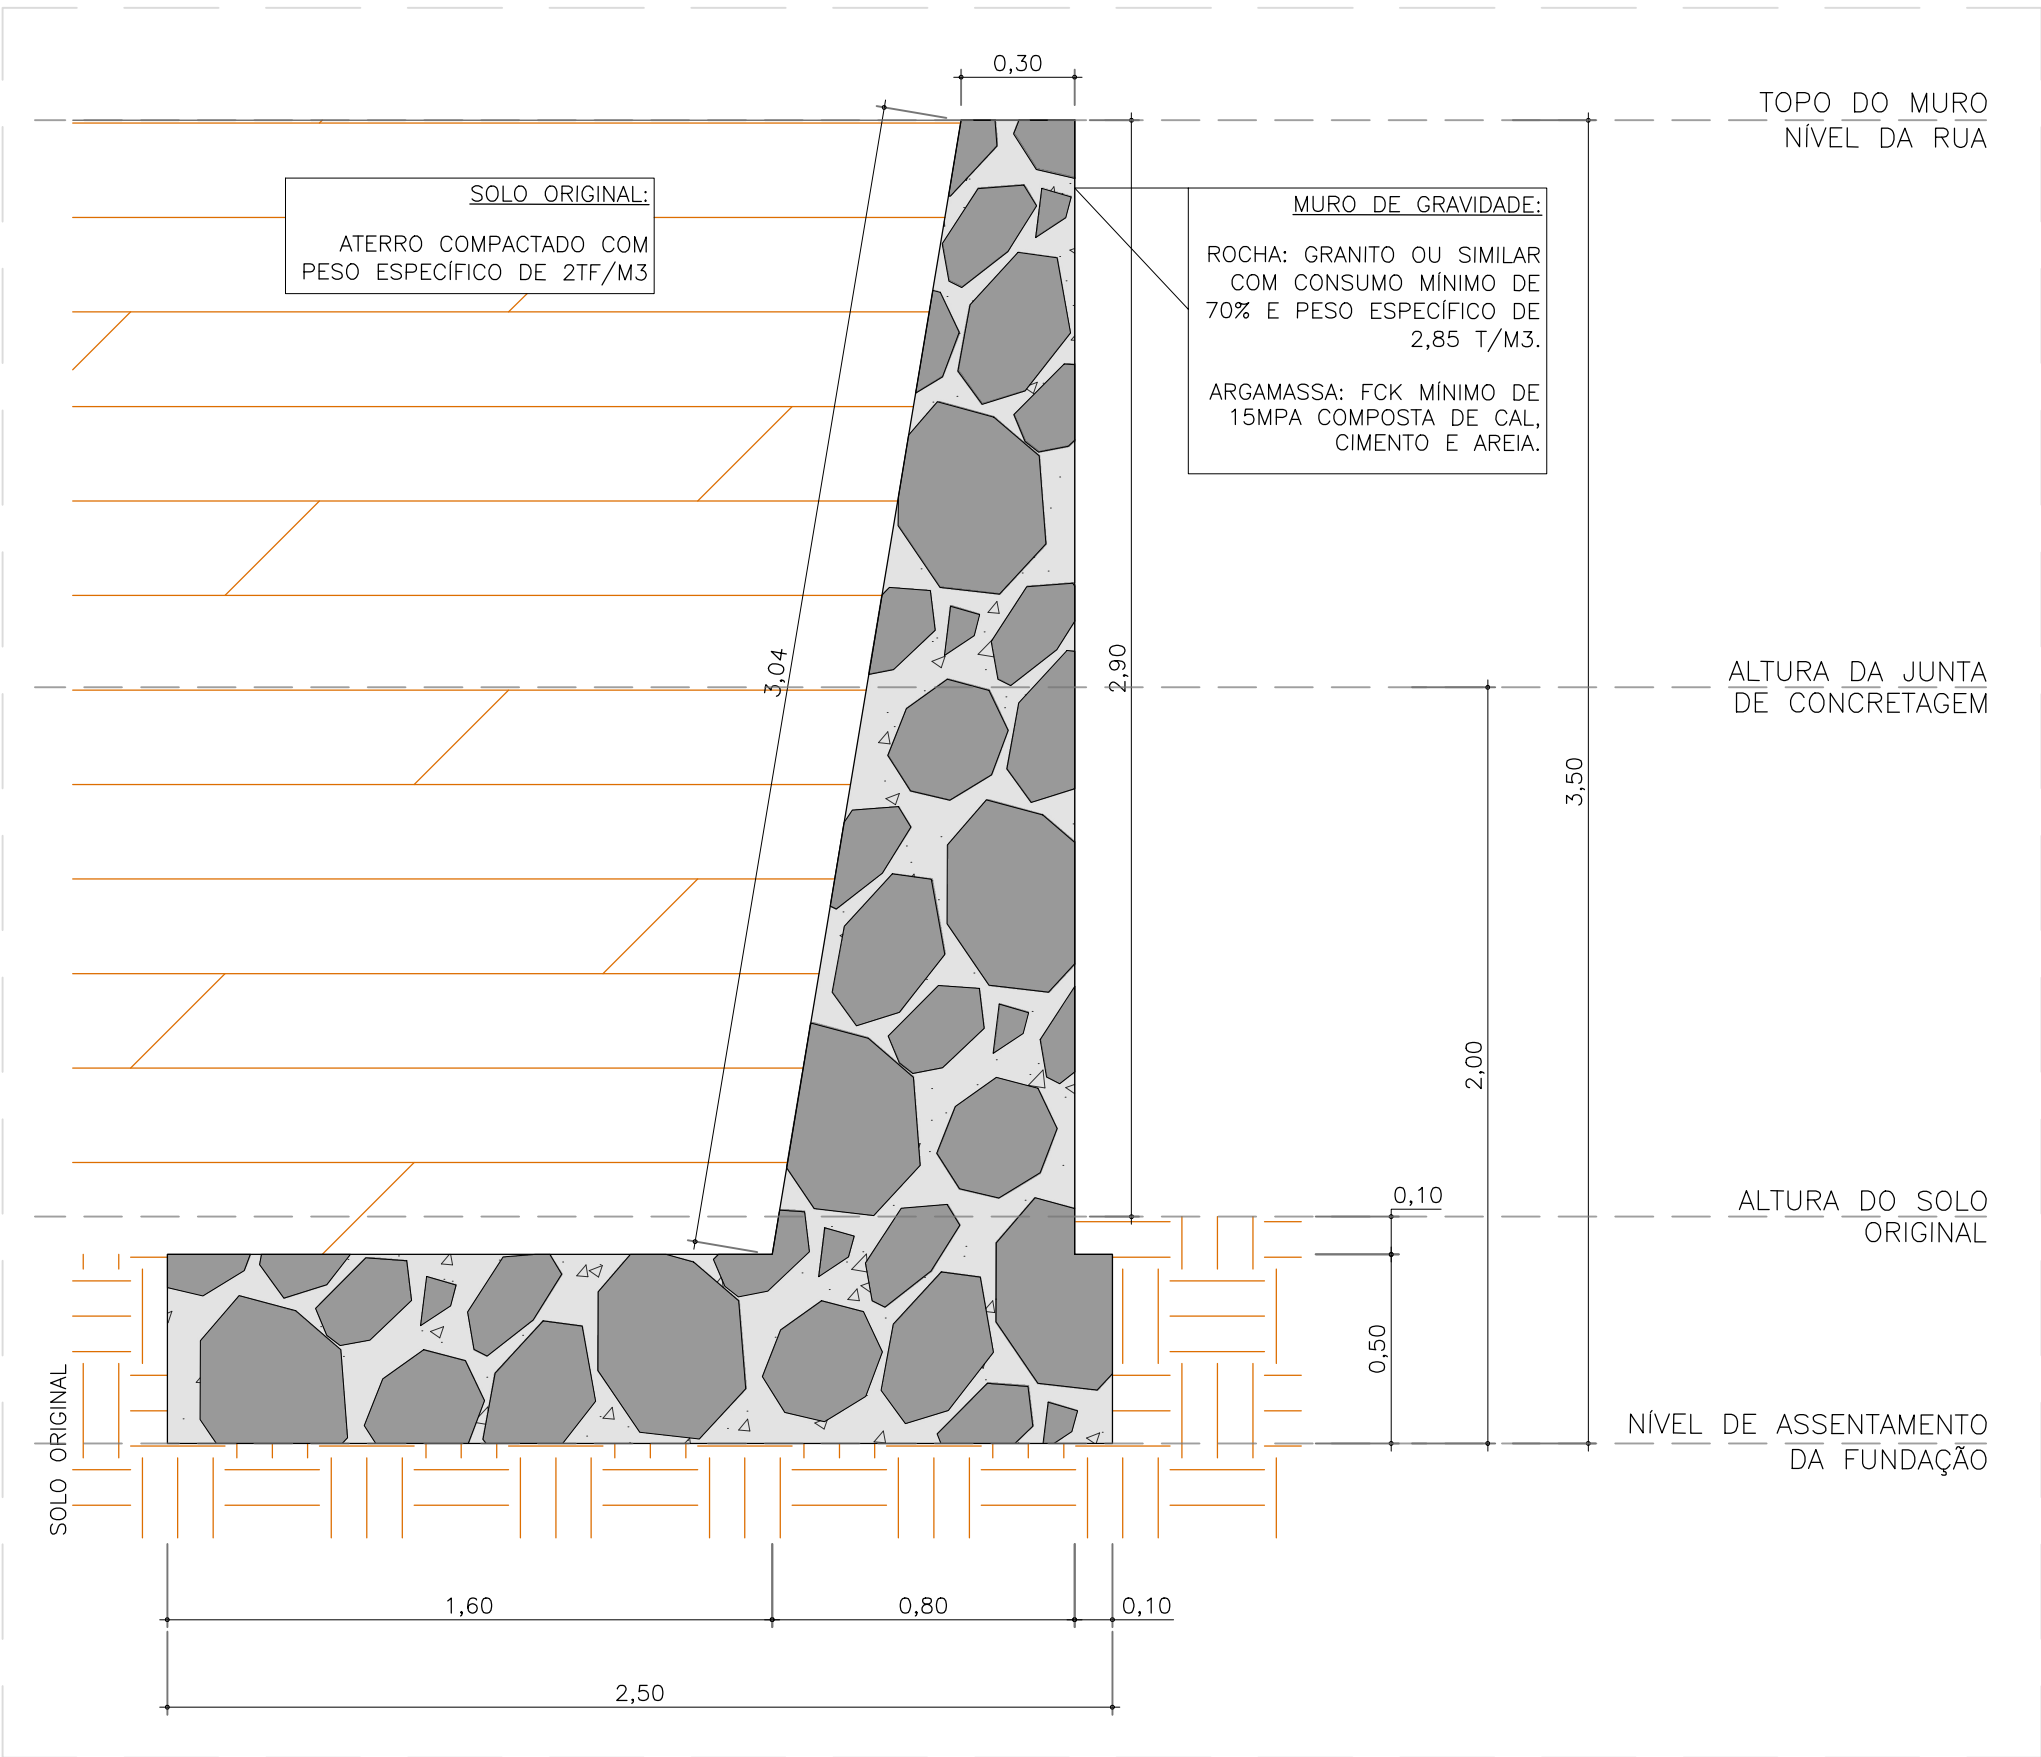 0,30
TOPO DO MURO
NÍVEL DA RUA
SOLO ORIGINAL:
ATERRO COMPACTADO COM
PESO ESPECÍFICO DE 2TF/M3
MURO DE GRAVIDADE:
ROCHA: GRANITO OU SIMILAR
COM CONSUMO MÍNIMO DE
70% E PESO ESPECÍFICO DE
2,85 T/M3.
ARGAMASSA: FCK MÍNIMO DE
15MPA COMPOSTA DE CAL,
CIMENTO E AREIA.
3,04
2,90
ALTURA DA JUNTA
DE CONCRETAGEM
3,50
2,00
0,10
ALTURA DO SOLO
ORIGINAL
0,50
SOLO ORIGINAL
NÍVEL DE ASSENTAMENTO
DA FUNDAÇÃO
1,60
0,80
0,10
2,50